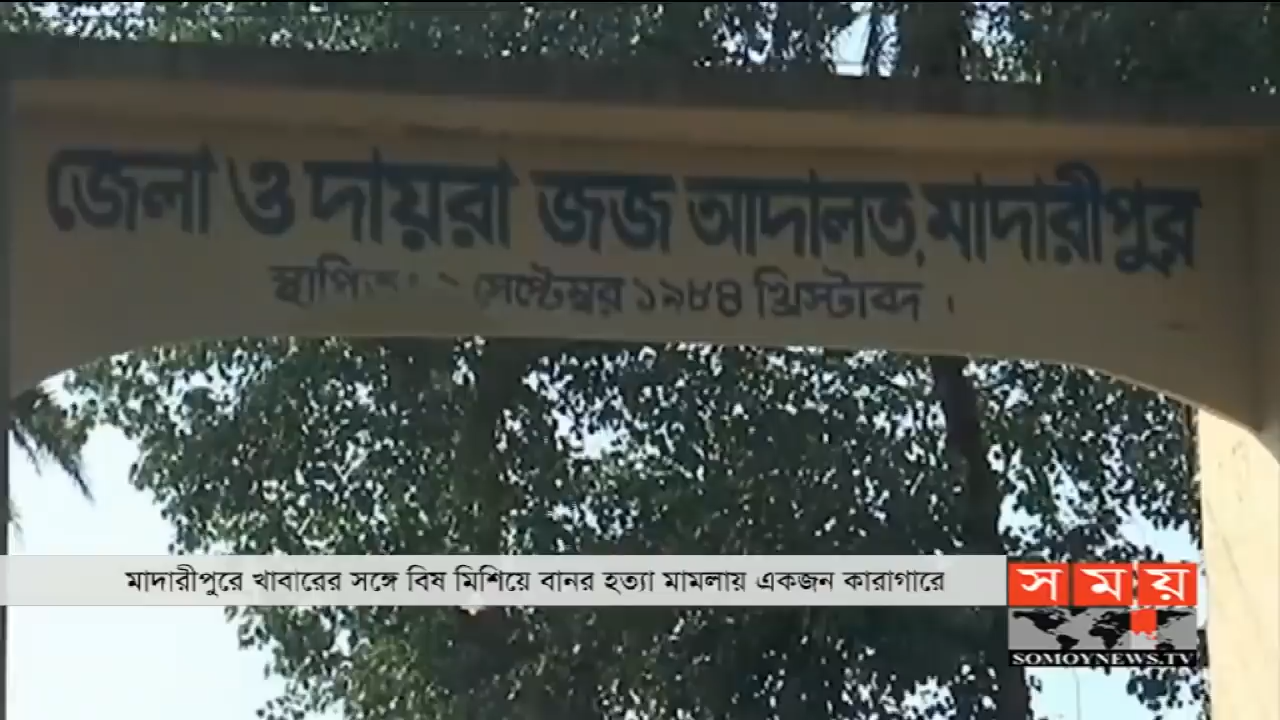 জেলা ও দায়রা জজ আদালত, মাদারীপুর
সেপ্টেম্বর ১৯৮৪ খ্রিস্টাব্দ ।
মাদারীপুরে খাবারের সঙ্গে বিষ মিশিয়ে বানর হত্যা মামলায় একজন কারাগারে
সময়
SOMOYNEWS.TV